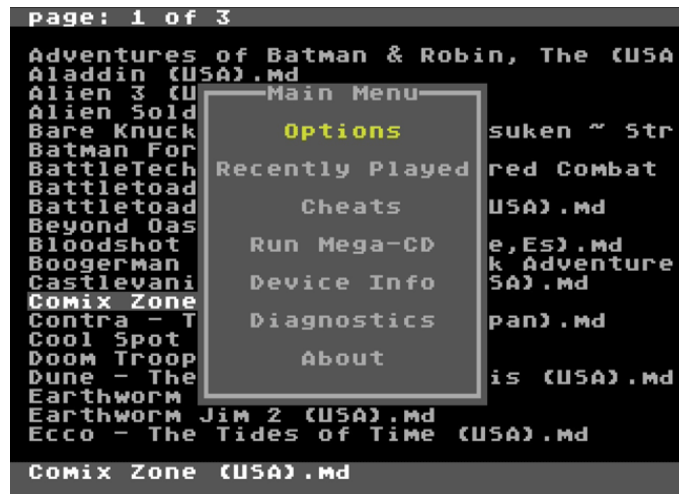 page: 1 of 3
Adventures of Batman & Robin, The (USA
Aladdin (USA).md
Alien 3 (U
Alien Sold
Bare Knuck
suken ~ Str
Batman For
BattleTech
red Combat
Battletoad
Battletoad
USA).md
Beyond Oas
Bloodshot
e,Es).md
Boogerman
k Adventure
Castlevani
SA).md
Comix Zone
Contra - T
pan).md
Cool Spot
Doom Troop
Dune - The
is (USA).md
Earthworm
Earthworm Jim 2 (USA).md
Ecco - The Tides of Time (USA).md
Main Menu
Options
Recently Played
Cheats
Run Mega-CD
Device Info
Diagnostics
About
Comix Zone (USA).md